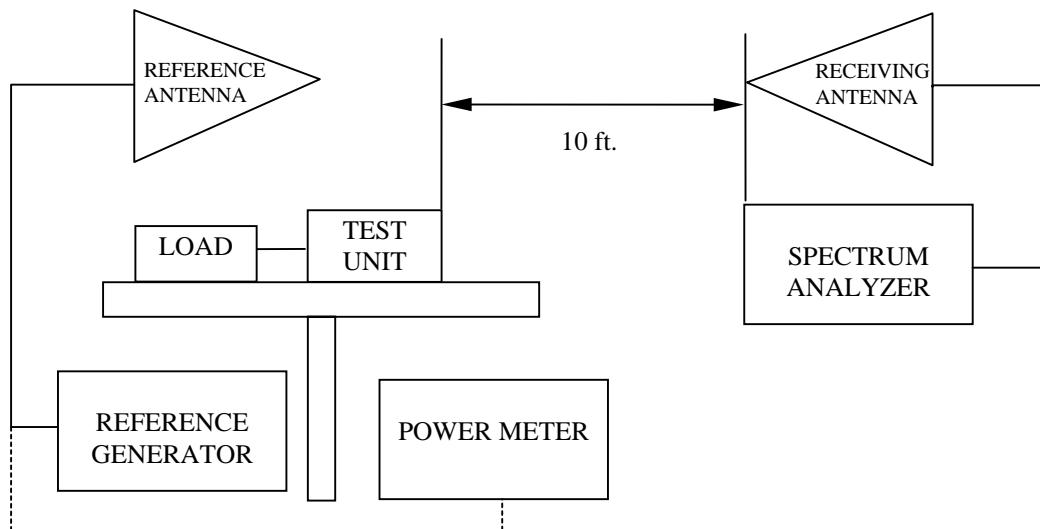 REFERENCE
ANTENNA
RECEIVING
ANTENNA
10 ft.
LOAD
TEST
UNIT
SPECTRUM
ANALYZER
REFERENCE
GENERATOR
POWER METER